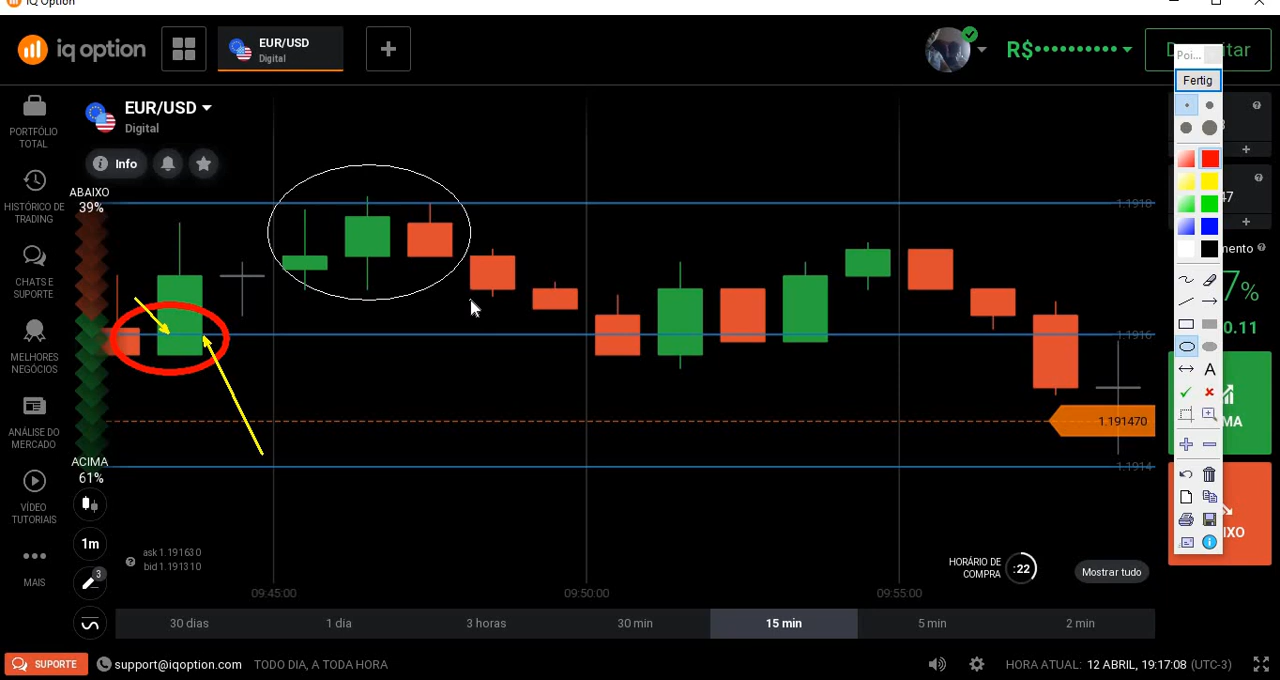 IQ Option
iq option
EUR/USD
Digital
R$
EUR/USD
Digital
Info
ABAIXO
39%
ACIMA
61%
PORTFÓLIO
TOTAL
HISTÓRICO DE
TRADING
CHATS E
SUPORTE
MELHORES
NEGÓCIOS
ANÁLISE DO
MERCADO
VÍDEO
TUTORIAIS
MAIS
1m
3
ask 1.191630
bid 1.191310
1.1918
1.1916
1.191470
1.1914
HORÁRIO DE
COMPRA
:22
Mostrar tudo
09:45:00
09:50:00
09:55:00
30 dias
1 dia
3 horas
30 min
15 min
5 min
2 min
Poi...
Fertig
A
SUPORTE
support@iqoption.com
TODO DIA, A TODA HORA
HORA ATUAL: 12 ABRIL, 19:17:08 (UTC-3)